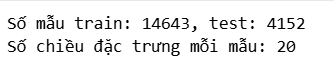 Số mẫu train: 14643, test: 4152
Số chiều đặc trưng mỗi mẫu: 20